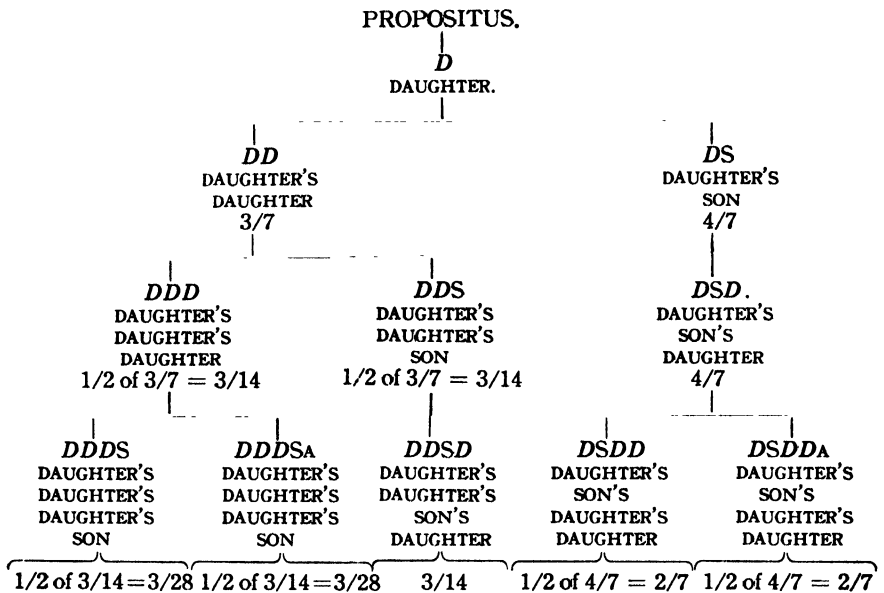 PROPOSITUS.
D
DAUGHTER.
DD
DAUGHTER'S
DAUGHTER
3/7
DS
DAUGHTER'S
SON
4/7
DDD
DAUGHTER'S
DAUGHTER'S
DAUGHTER
1/2 of 3/7 = 3/14
DDS
DAUGHTER'S
DAUGHTER'S
SON
1/2 of 3/7 = 3/14
DSD.
DAUGHTER'S
SON'S
DAUGHTER
4/7
DDDS
DAUGHTER'S
DAUGHTER'S
DAUGHTER'S
SON
1/2 of 3/14=3/28
DDDSA
DAUGHTER'S
DAUGHTER'S
DAUGHTER'S
SON
1/2 of 3/14=3/28
DDSD
DAUGHTER'S
DAUGHTER'S
SON'S
DAUGHTER
3/14
DSDD
DAUGHTER'S
SON'S
DAUGHTER'S
DAUGHTER
1/2 of 4/7 = 2/7
DSDDA
DAUGHTER'S
SON'S
DAUGHTER'S
DAUGHTER
1/2 of 4/7 = 2/7